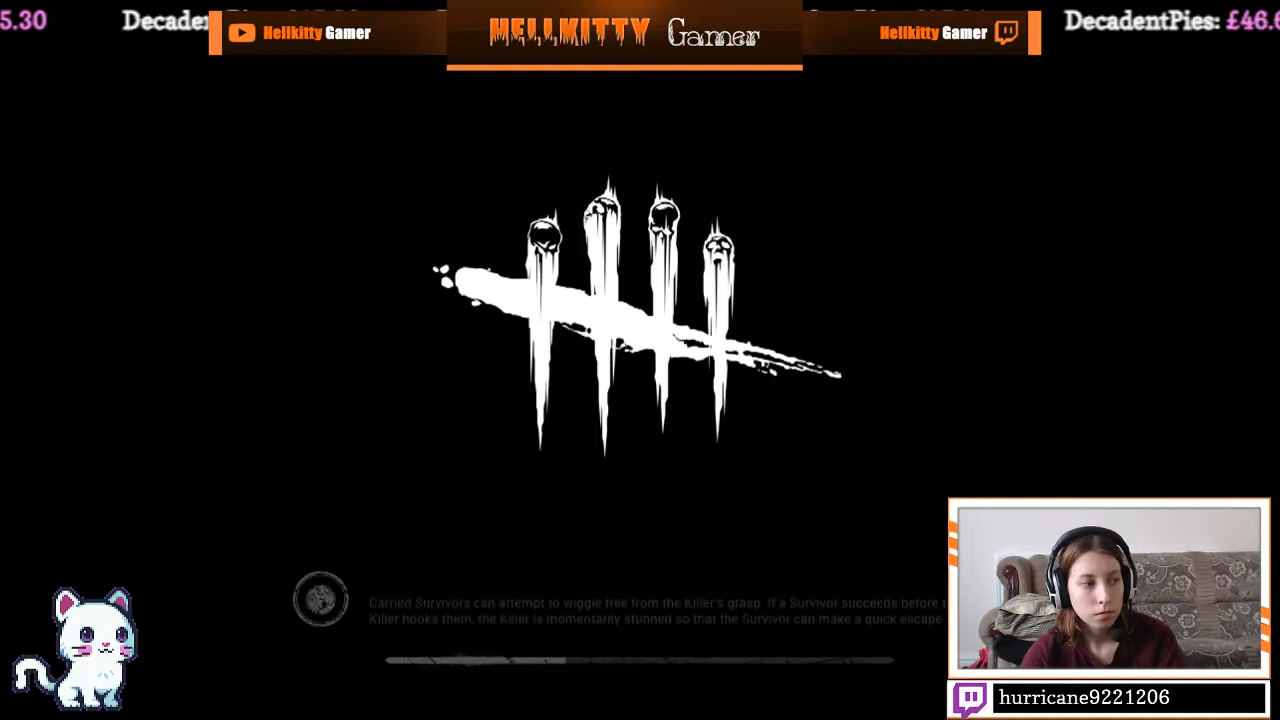 5.30
DecadentPies: £46.6
HELLKITTY Gamer
Hellkitty Gamer
Hellkitty Gamer
Carried Survivors can attempt to wiggle free from the Killer's grasp. If a Survivor succeeds before
Killer hooks them, the Killer is momentarily stunned so that the Survivor can make a quick escape.
hurricane9221206